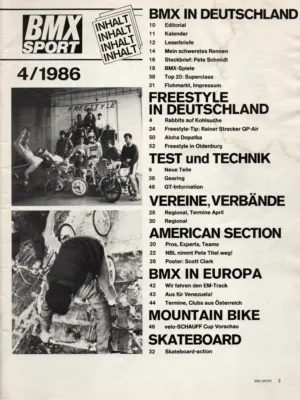 BMX
SPORT
INHALT
INHALT
INHALT
INHALT
4/1986
FREESTYLE
BMX IN DEUTSCHLAND
10 Editorial
11 Kalender
12 Leserbriefe
14 Mein schwerstes Rennen
16 Steckbrief: Pete Schmidt
18 BMX-Spiele
38 Top 20: Superclass
31 Flohmarkt, Impressum
FREESTYLE
IN DEUTSCHLAND
4 Rabbits auf Kohlsuche
24 Freestyle-Tip: Rainer Strecker QP-Air
50 Aloha Dopatka
52 Freestyle in Oldenburg
TEST und TECHNIK
9 Neue Teile
36 Gearing
48 GT-Information
VEREINE, VERBÄNDE
26 Regional, Termine April
30 Regional
AMERICAN SECTION
20 Pros, Experts, Teams
22 NBL nimmt Pete Titel weg!
28 Poster: Scott Clark
BMX IN EUROPA
42 Wir fahren den EM-Track
43 Aus für Venezuela!
44 Termine, Clubs aus Österreich
MOUNTAIN BIKE
46 velo-SCHAUFF Cup Vorschau
SKATEBOARD
32 Skateboard-action
BMX-SPORT 3